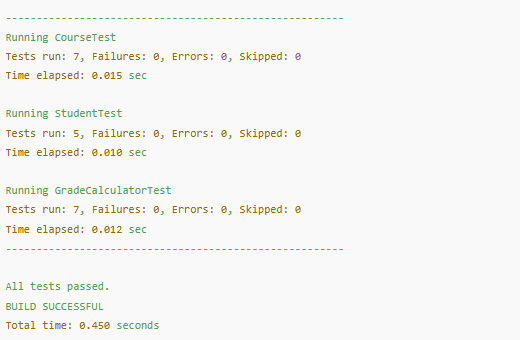 ------------------------------------------------------
Running CourseTest
Tests run: 7, Failures: 0, Errors: 0, Skipped: 0
Time elapsed: 0.015 sec
Running StudentTest
Tests run: 5, Failures: 0, Errors: 0, Skipped: 0
Time elapsed: 0.010 sec
Running GradeCalculatorTest
Tests run: 7, Failures: 0, Errors: 0, Skipped: 0
Time elapsed: 0.012 sec
------------------------------------------------------
All tests passed.
BUILD SUCCESSFUL
Total time: 0.450 seconds